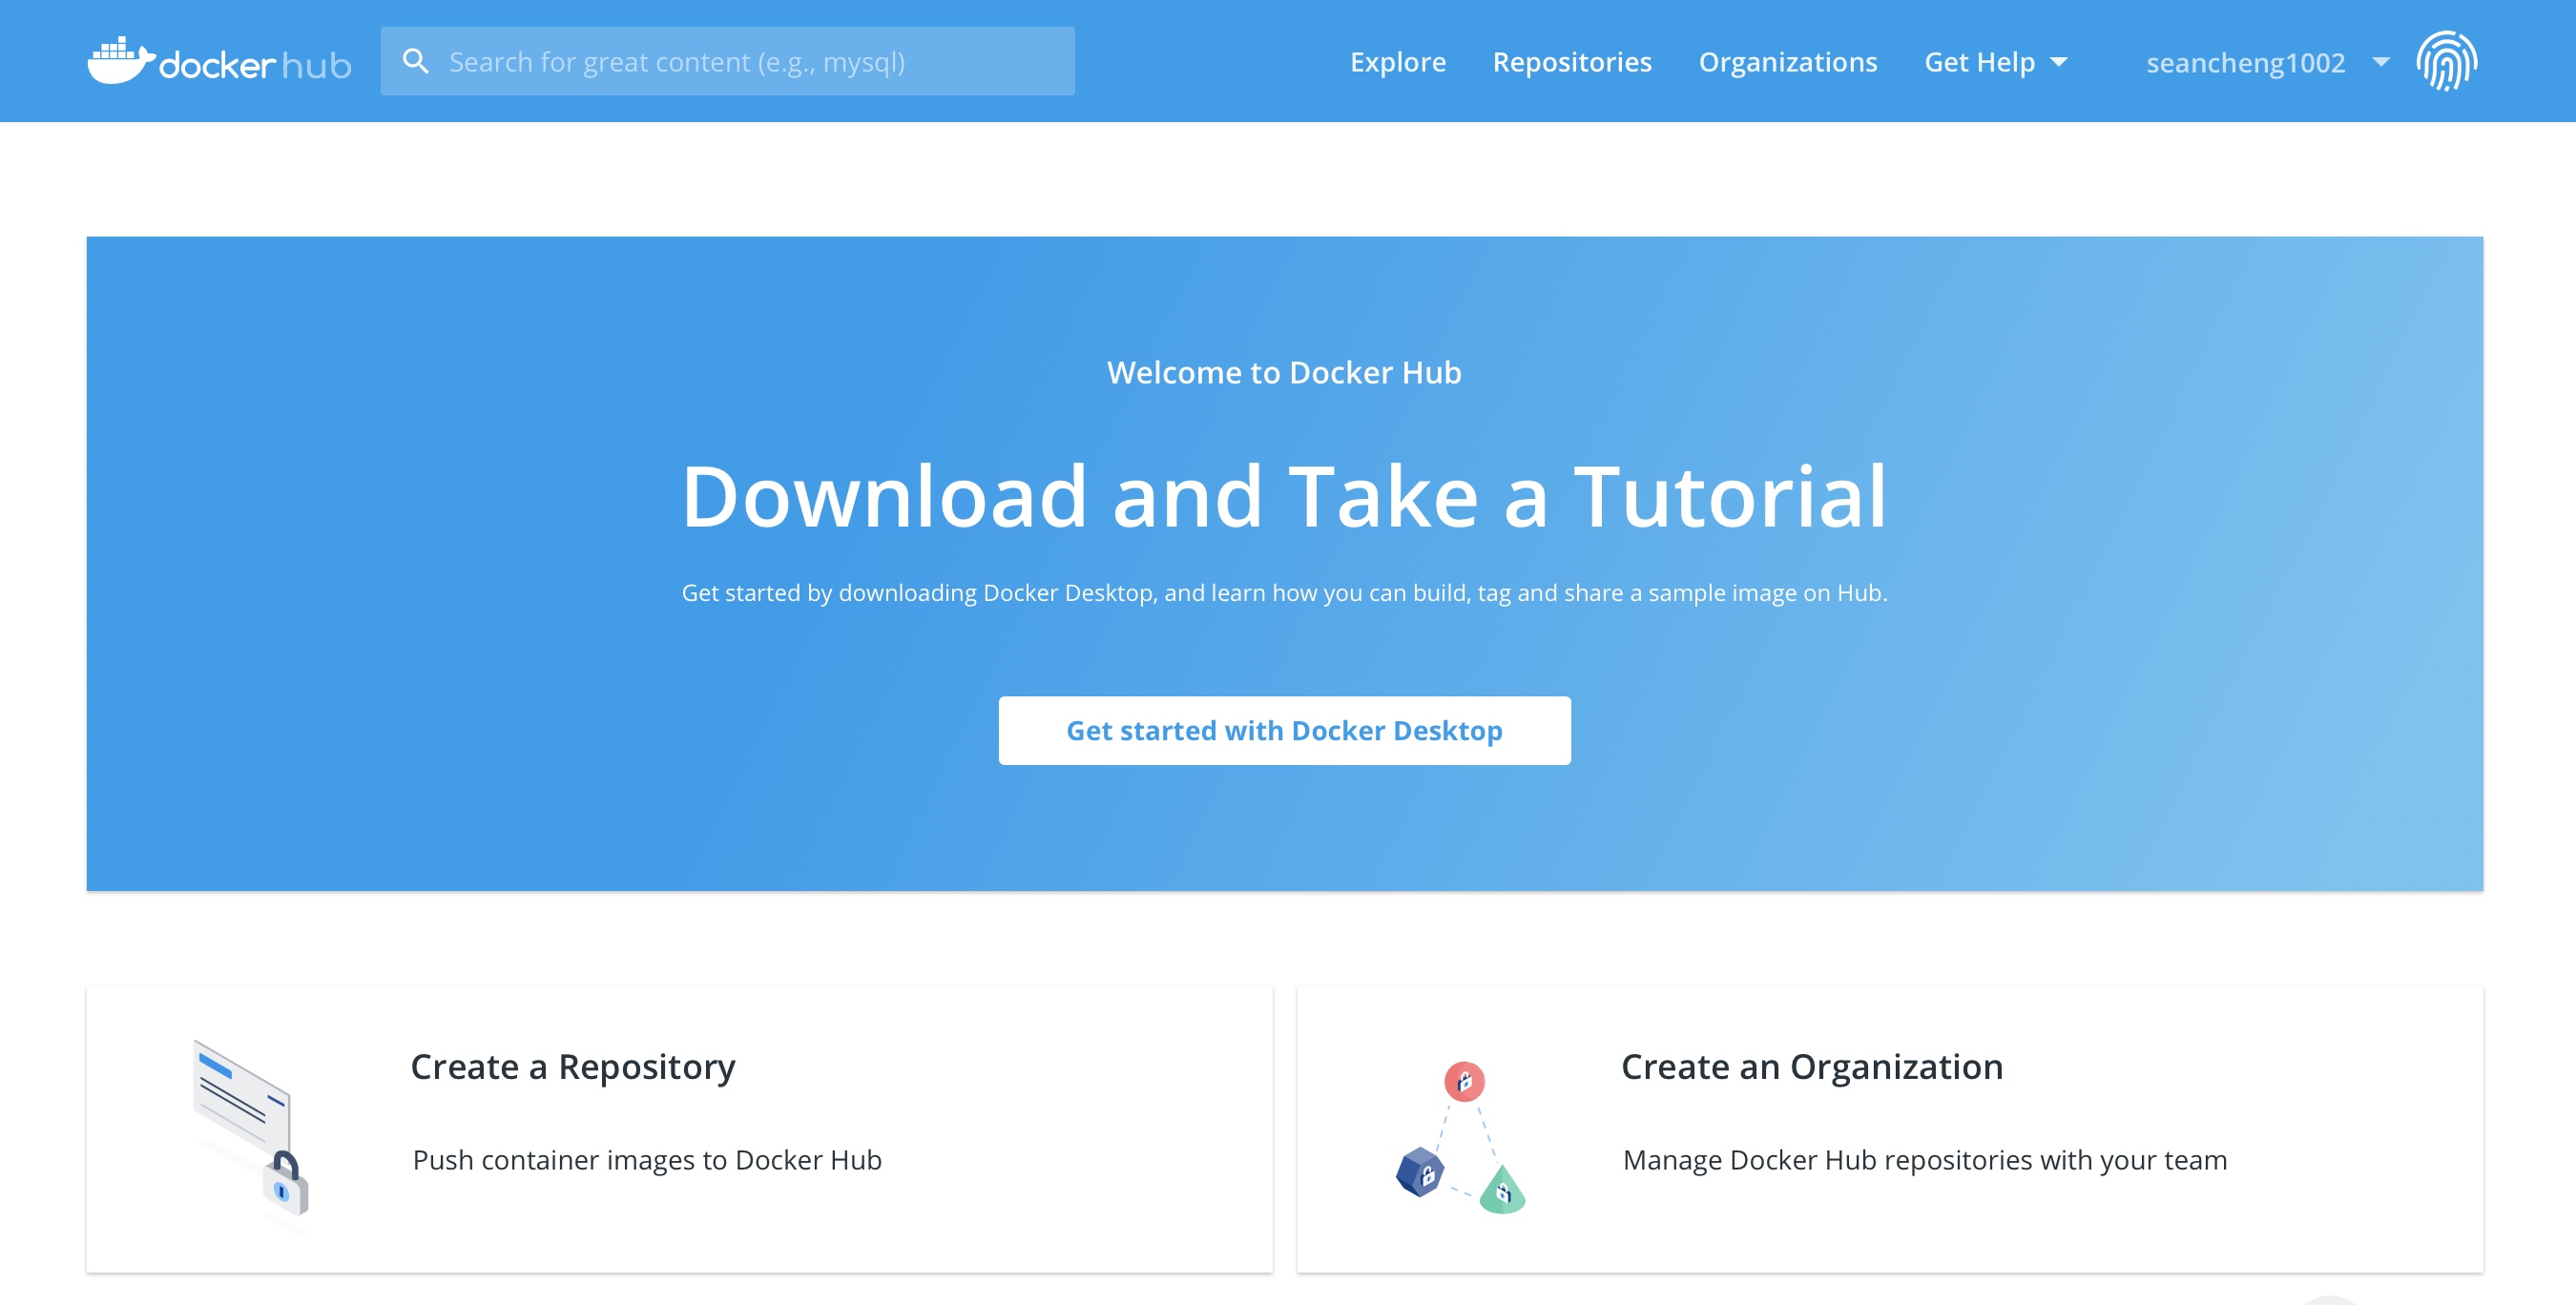 docker hub
Search for great content (e.g., mysql)
Explore
Repositories
Organizations
Get Help
seancheng1002
Welcome to Docker Hub
Download and Take a Tutorial
Get started by downloading Docker Desktop, and learn how you can build, tag and share a sample image on Hub.
Get started with Docker Desktop
Create a Repository
Push container images to Docker Hub
Create an Organization
Manage Docker Hub repositories with your team